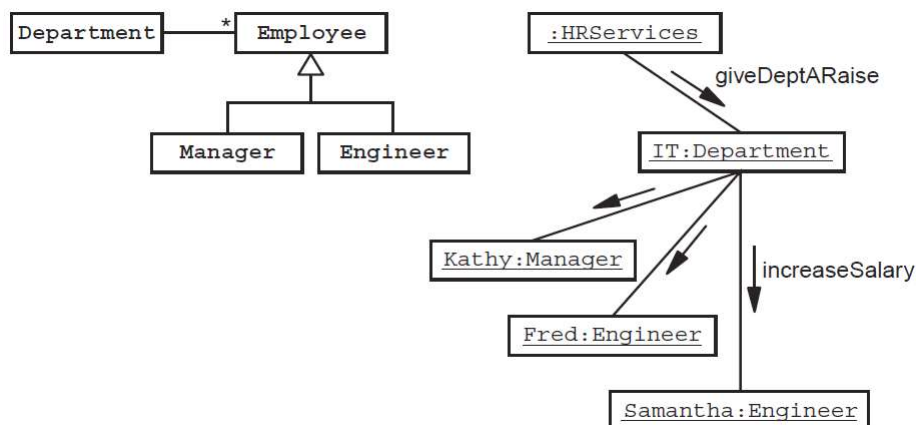 Department
*
Employee
Manager
Engineer
:HRServices
giveDeptARaise
IT:Department
Kathy:Manager
increaseSalary
Fred:Engineer
Samantha:Engineer